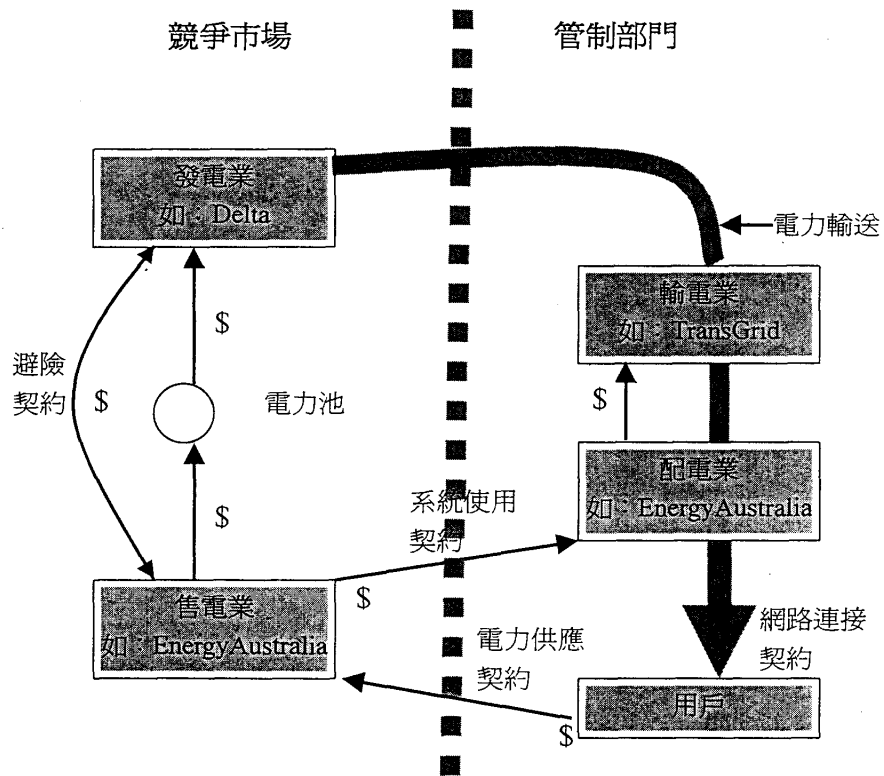 競爭市場
管制部門
發電業
如：Delta
電力輸送
輸電業
如：TransGrid
$
避險
契約
$
電力池
$
配電業
如：EnergyAustralia
$
系統使用
契約
$
售電業
如：EnergyAustralia
電力供應
契約
網路連接
契約
用戶
$